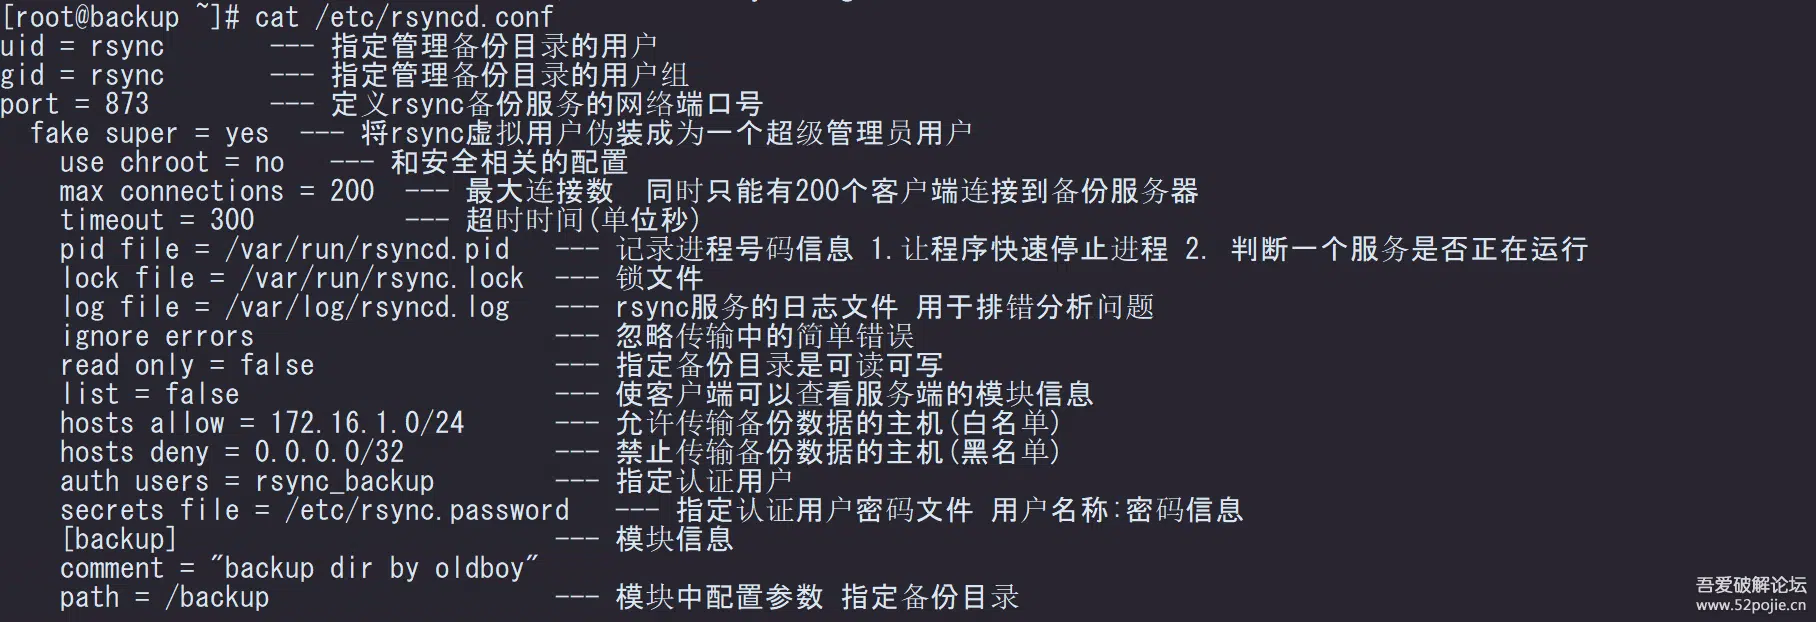 [root@backup ~]# cat /etc/rsyncd.conf
uid = rsync       --- 指定管理备份目录的用户
gid = rsync       --- 指定管理备份目录的用户组
port = 873        --- 定义rsync备份服务的网络端口号
  fake super = yes  --- 将rsync虚拟用户伪装成为一个超级管理员用户
    use chroot = no   --- 和安全相关的配置
    max connections = 200  --- 最大连接数  同时只能有200个客户端连接到备份服务器
    timeout = 300          --- 超时时间(单位秒)
    pid file = /var/run/rsyncd.pid   --- 记录进程号码信息 1.让程序快速停止进程 2. 判断一个服务是否正在运行
    lock file = /var/run/rsync.lock  --- 锁文件
    log file = /var/log/rsyncd.log   --- rsync服务的日志文件 用于排错分析问题
    ignore errors                    --- 忽略传输中的简单错误
    read only = false                --- 指定备份目录是可读可写
    list = false                     --- 使客户端可以查看服务端的模块信息
    hosts allow = 172.16.1.0/24      --- 允许传输备份数据的主机(白名单)
    hosts deny = 0.0.0.0/32          --- 禁止传输备份数据的主机(黑名单)
    auth users = rsync_backup        --- 指定认证用户
    secrets file = /etc/rsync.password   --- 指定认证用户密码文件 用户名称:密码信息
    [backup]                         --- 模块信息
    comment = "backup dir by oldboy"
    path = /backup                   --- 模块中配置参数 指定备份目录
吾爱破解论坛
www.52pojie.cn